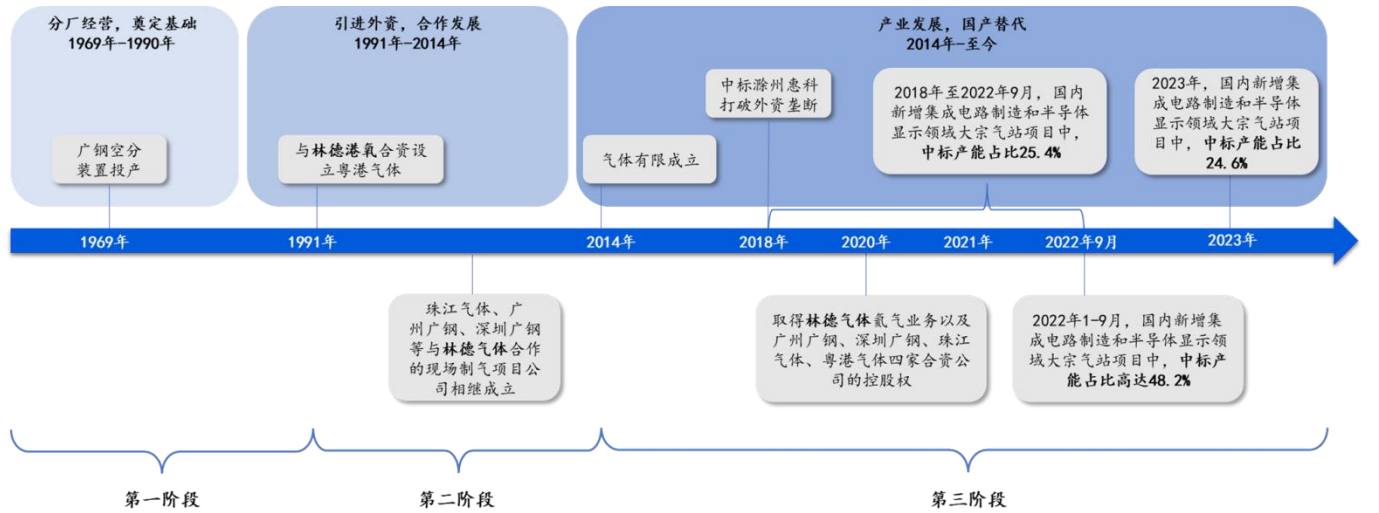 分厂经营，奠定基础
1969年-1990年
引进外资，合作发展
1991年-2014年
产业发展，国产替代
2014年-至今
广钢空分
装置投产
与林德港氧合资设
立粤港气体
气体有限成立
中标滁州惠科
打破外资垄断
2018年至2022年9月，国内
新增集成电路制造和半导体
显示领域大宗气站项目中，
中标产能占比25.4%
2023年，国内新增集
成电路制造和半导体
显示领域大宗气站项
目中，中标产能占比
24.6%
1969年
1991年
2014年
2018年
2020年
2021年
2022年9月
2023年
珠江气体、广
州广钢、深圳广钢
等与林德气体合作
的现场制气项目公
司相继成立
取得林德气体氦气业务以及
广州广钢、深圳广钢、珠江
气体、粤港气体四家合资公
司的控股权
2022年1-9月，国内新增集
成电路制造和半导体显示领
域大宗气站项目中，中标产
能占比高达48.2%
第一阶段
第二阶段
第三阶段